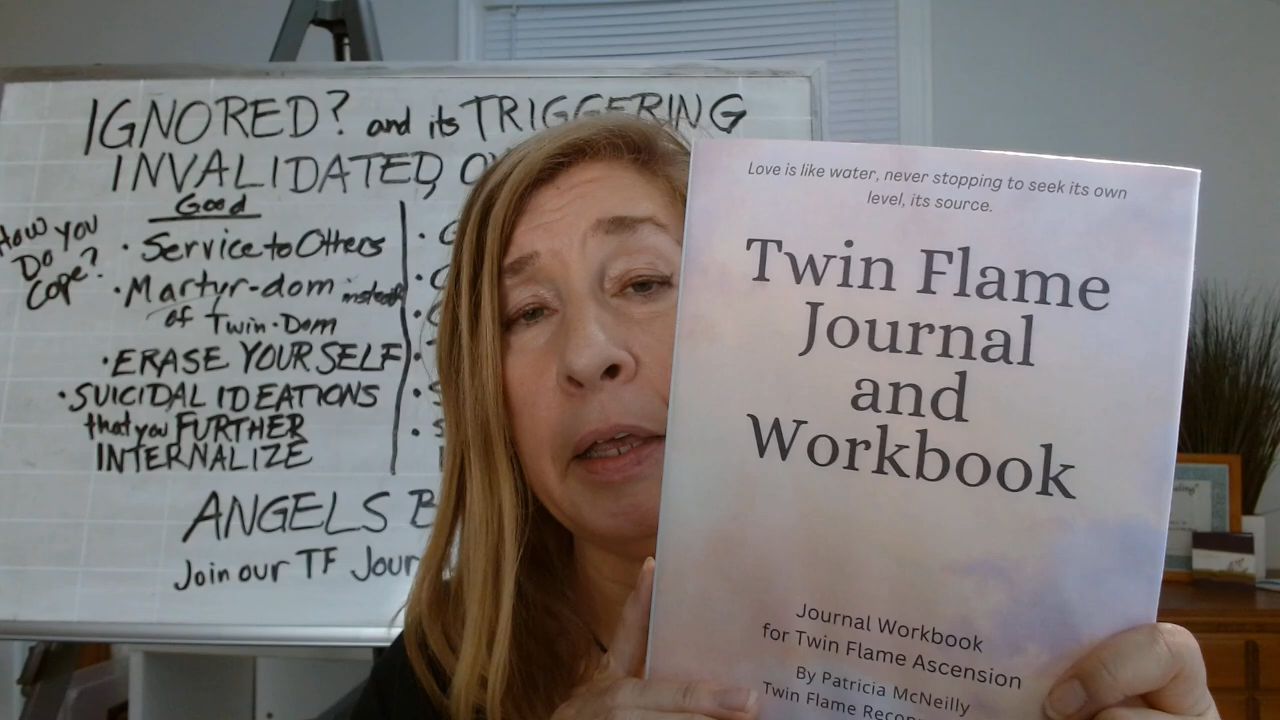 IGNORED? and its TRIGGERING
INVALIDATED,
Good
How you
Do
Cope?
• Service to Others
• Martyr-dom instead
of Twin-Dom
• ERASE YOURSELF
• SUICIDAL IDEATIONS
that you FURTHER
INTERNALIZE
ANGELS
Join our TF
Love is like water, never stopping to seek its own
level, its source.
Twin Flame
Journal
and
Workbook
Journal Workbook
for Twin Flame Ascension
By Patricia McNeilly
Twin Flame